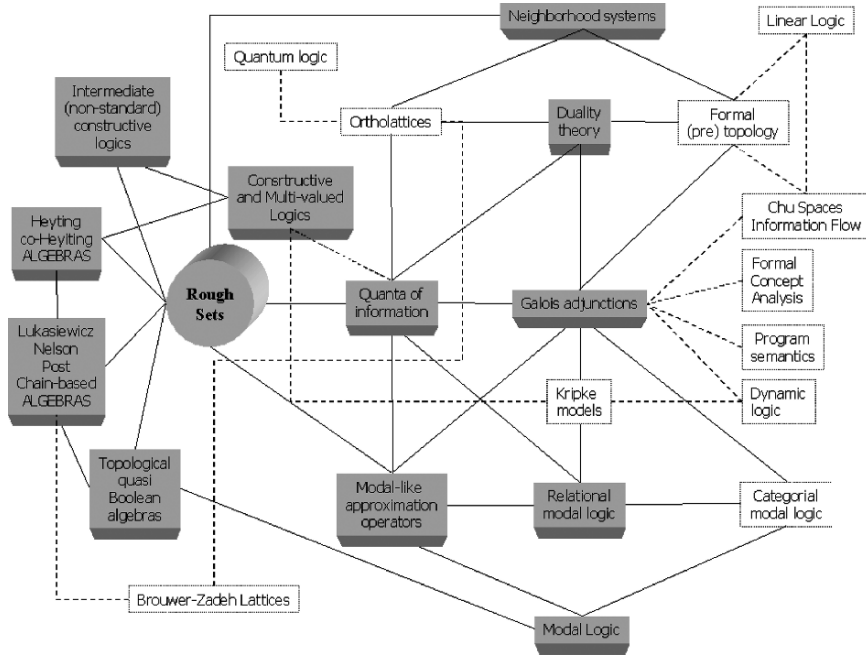 Neighborhood systems
Linear Logic
Quantum logic
Intermediate
(non-standard)
constructive
logics
Ortholattices
Duality
theory
Formal
(pre) topology
Consrtructive
and Multi-valued
Logics
Heyting
co-Heyiting
ALGEBRAS
Chu Spaces
Information Flow
Formal
Concept
Analysis
Rough
Sets
Quanta of
information
Galois adjunctions
Lukasiewicz
Nelson
Post
Chain-based
ALGEBRAS
Program
semantics
Kripke
models
Dynamic
logic
Topological
quasi
Boolean
algebras
Modal-like
approximation
operators
Relational
modal logic
Categorial
modal logic
Brouwer-Zadeh Lattices
Modal Logic